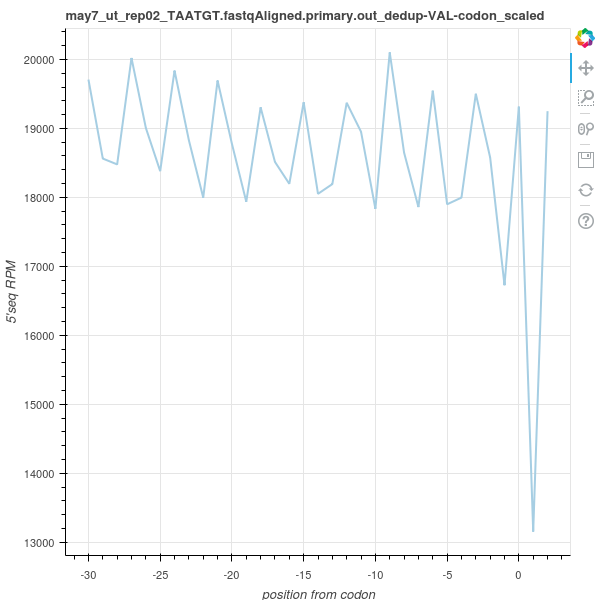 may7_ut_rep02_TAATGT.fastqAligned.primary.out_dedup-VAL-codon_scaled
20000
19000
18000
17000
16000
15000
14000
13000
5'seq RPM
-30 -25 -20 -15 -10 -5 0
position from codon